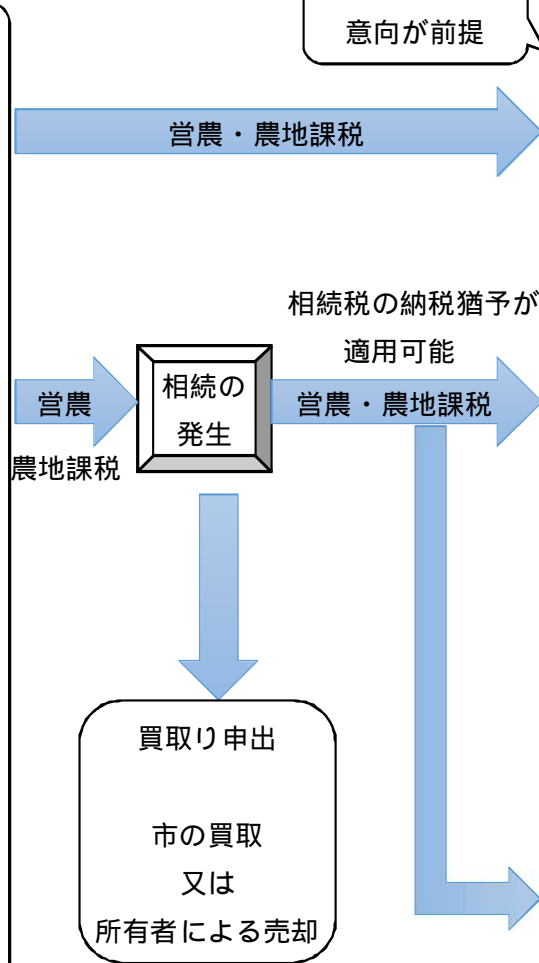 意向が前提
営農・農地課税
相続税の納税猶予が
適用可能
営農
相続の
発生
営農・農地課税
農地課税
買取り申出
市の買取
又は
所有者による売却